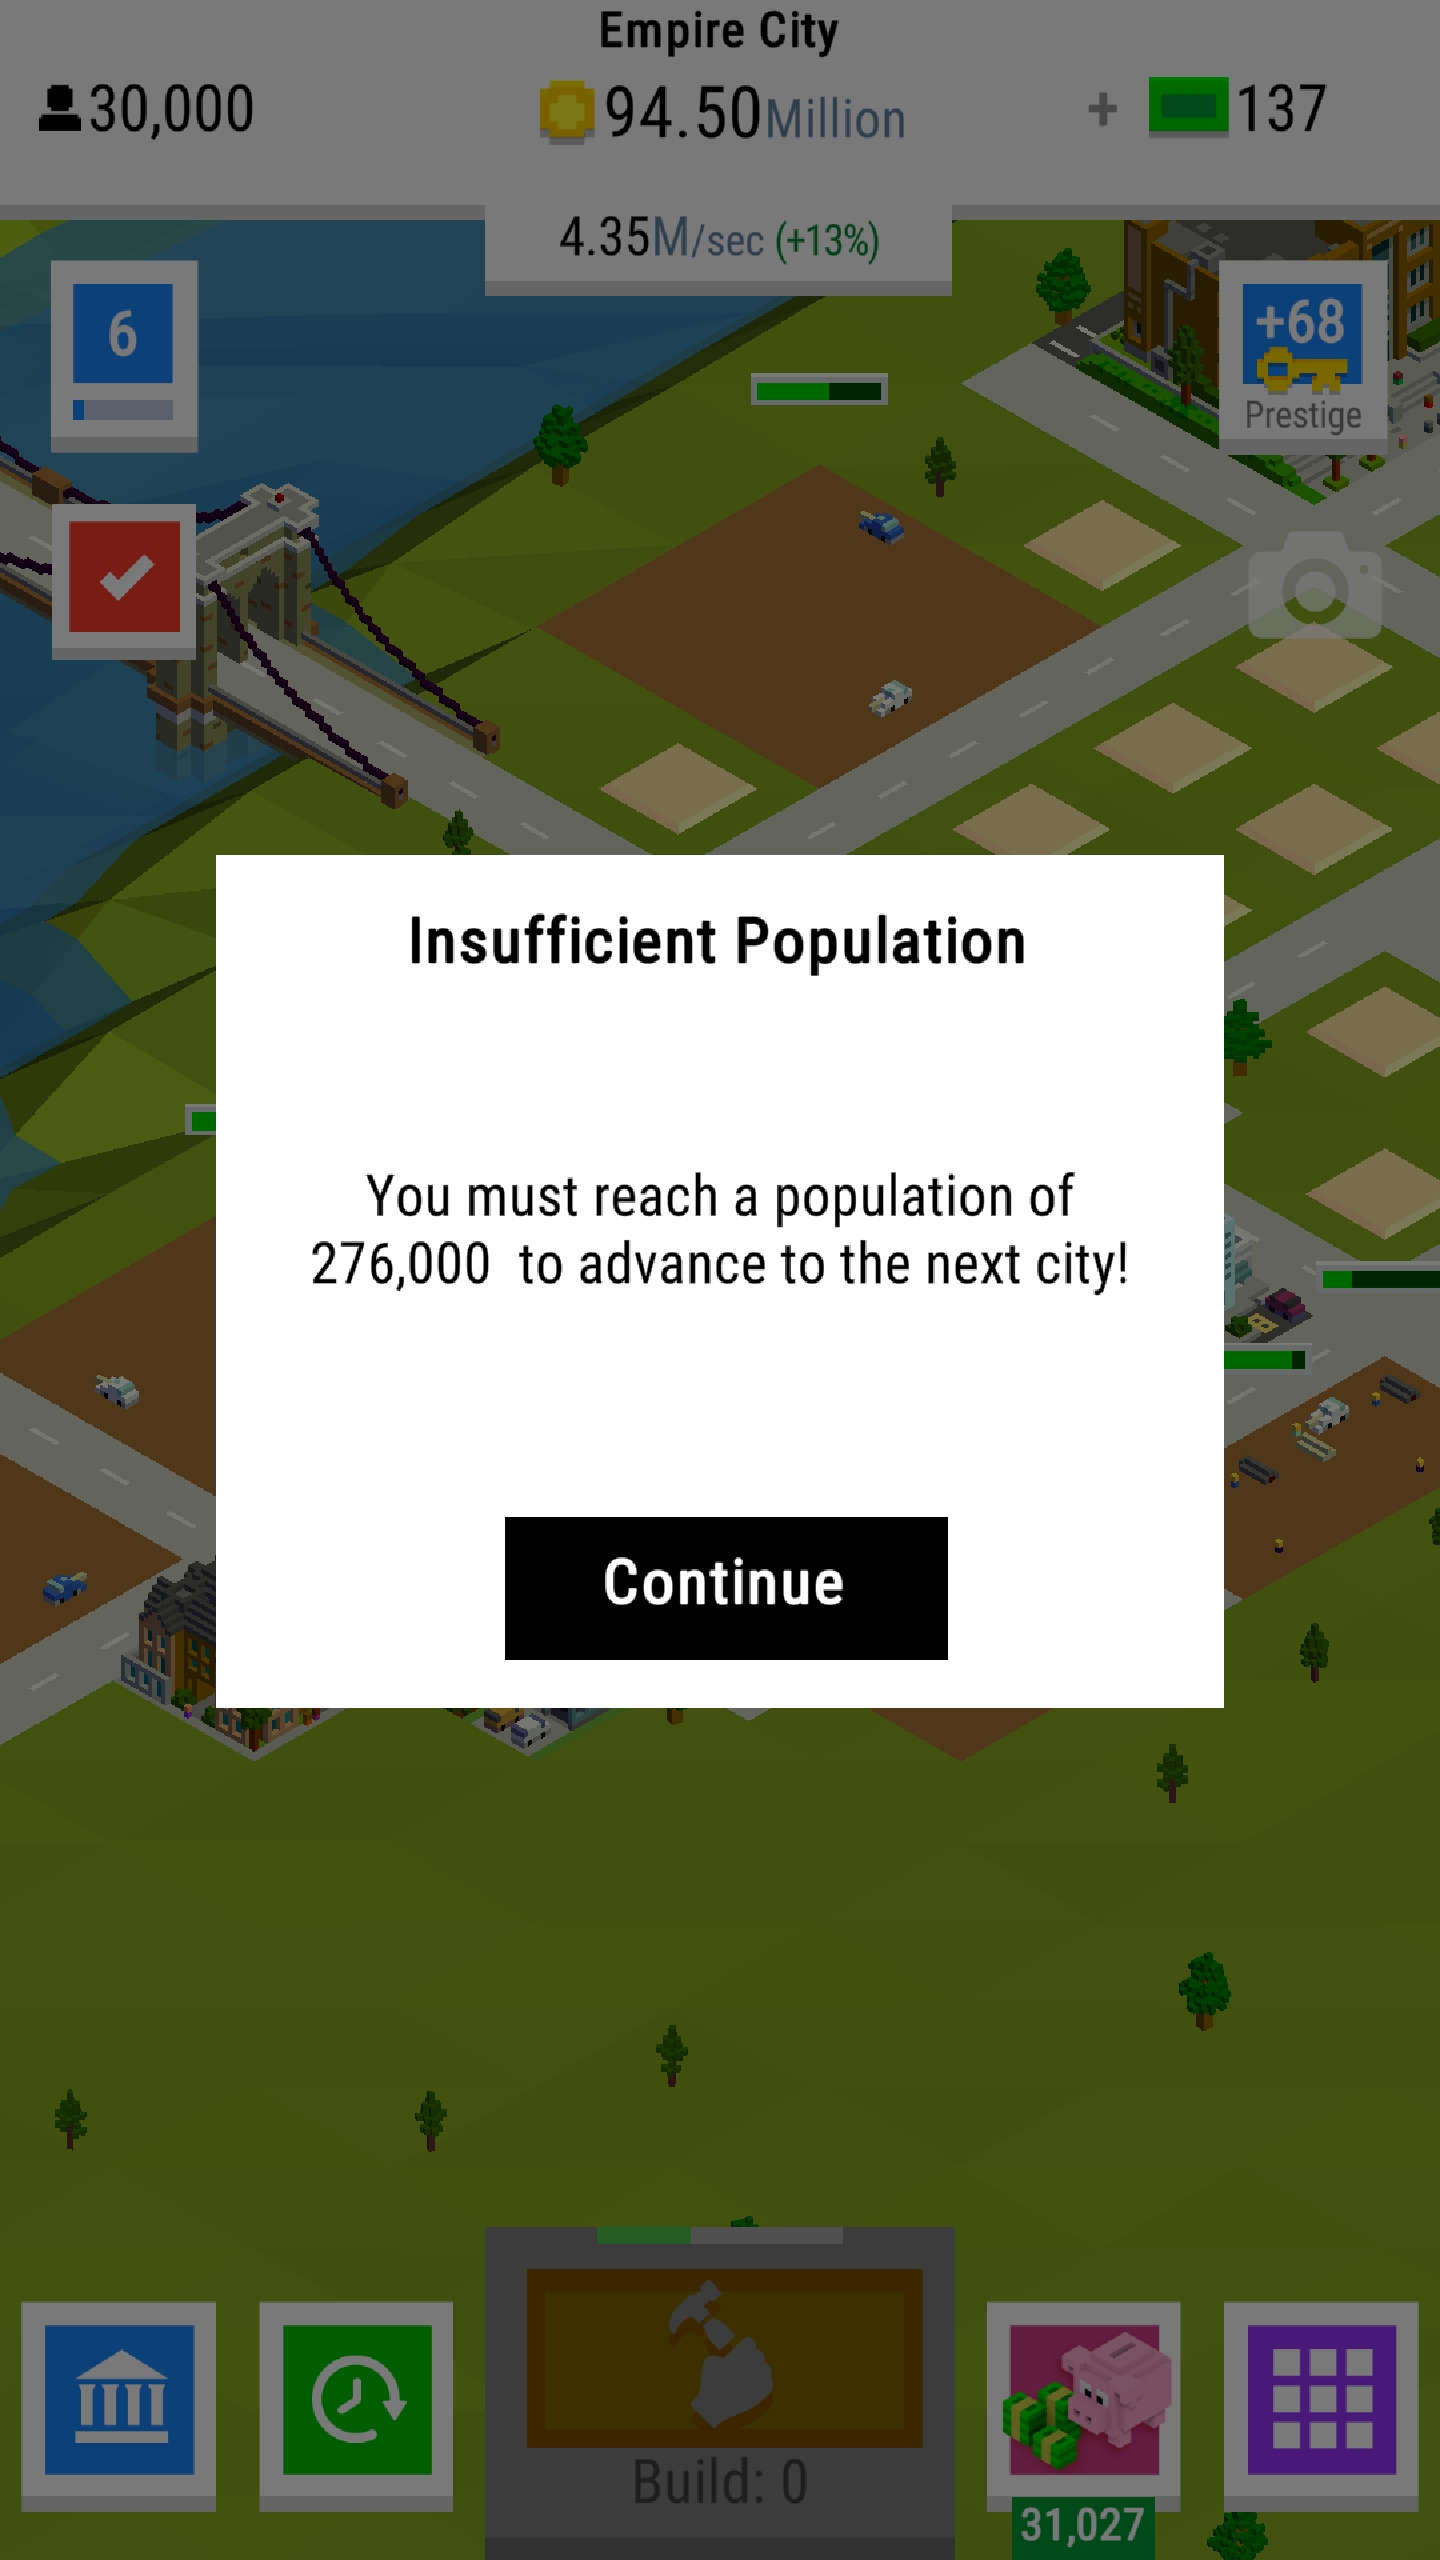 Empire City
30,000
94.50Million
+ 137
4.35M/sec (+13%)
6
+68
Prestige
Insufficient Population
You must reach a population of
276,000 to advance to the next city!
Continue
Build: 0
31,027